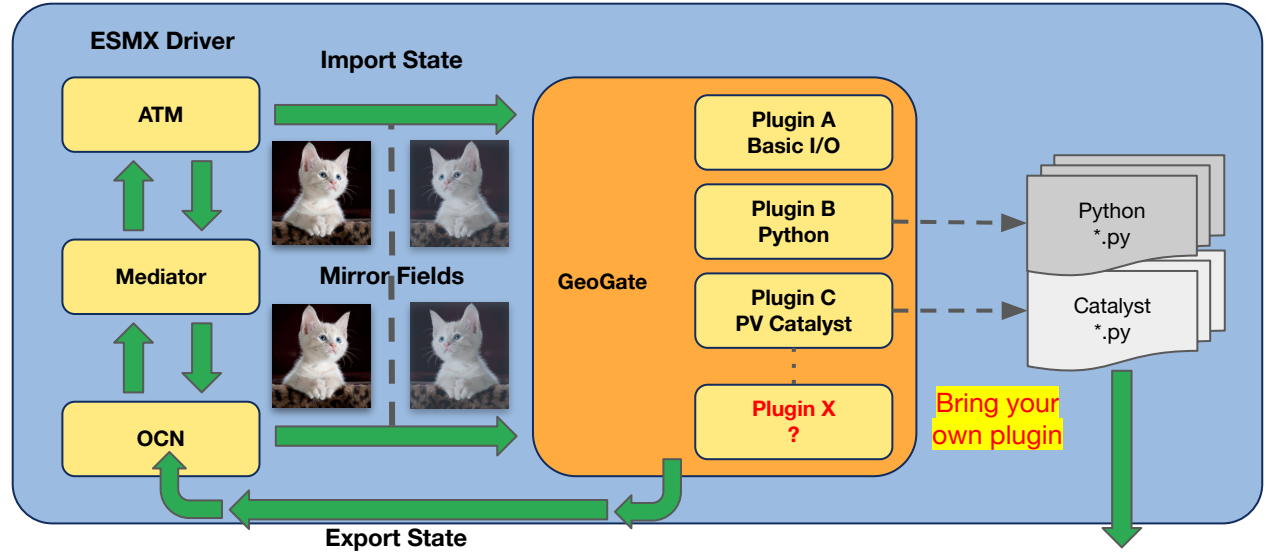 ESMX Driver
Import State
ATM
Mediator
OCN
Mirror Fields
GeoGate
Plugin A
Basic I/O
Plugin B
Python
Plugin C
PV Catalyst
Plugin X
?
Python
*.py
Catalyst
*.py
Bring your
own plugin
Export State